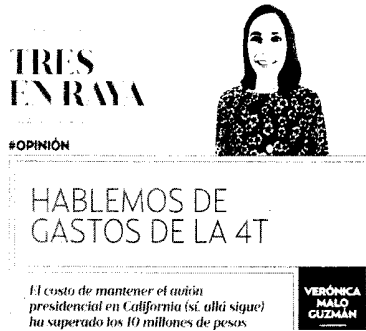 TRES
EN RAYA
#OPINIÓN
HABLEMOS DE
GASTOS DE LA 4T
El costo de mantener el avión
presidencial en California (sí, allá sigue)
ha superado los 10 millones de pesos
VERÓNICA
MALO
GUZMÁN